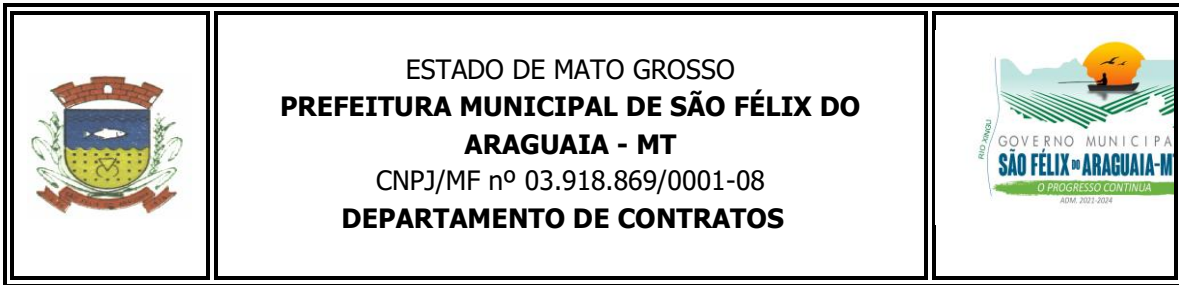 ESTADO DE MATO GROSSO
PREFEITURA MUNICIPAL DE SÃO FÉLIX DO
ARAGUAIA - MT
CNPJ/MF nº 03.918.869/0001-08
DEPARTAMENTO DE CONTRATOS
RIO XINGU
GOVERNO MUNICIPA
SÃO FÉLIX DO ARAGUAIA-M
O PROGRESSO CONTINUA
ADM. 2021-2024